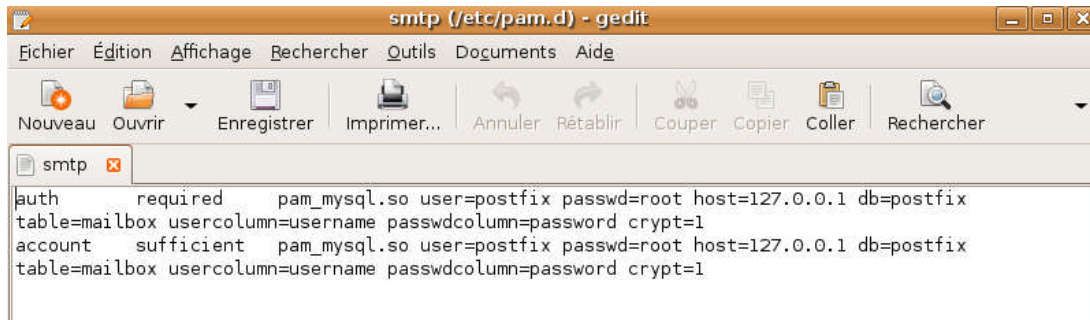 smtp (/etc/pam.d) - gedit
Fichier Édition Affichage Rechercher Outils Documents Aide
Nouveau Ouvrir Enregistrer Imprimer... Annuler Rétablir Couper Copier Coller Rechercher
smtp
auth required pam_mysql.so user=postfix passwd=root host=127.0.0.1 db=postfix
table=mailbox usercolumn=username passwdcolumn=password crypt=1
account sufficient pam_mysql.so user=postfix passwd=root host=127.0.0.1 db=postfix
table=mailbox usercolumn=username passwdcolumn=password crypt=1